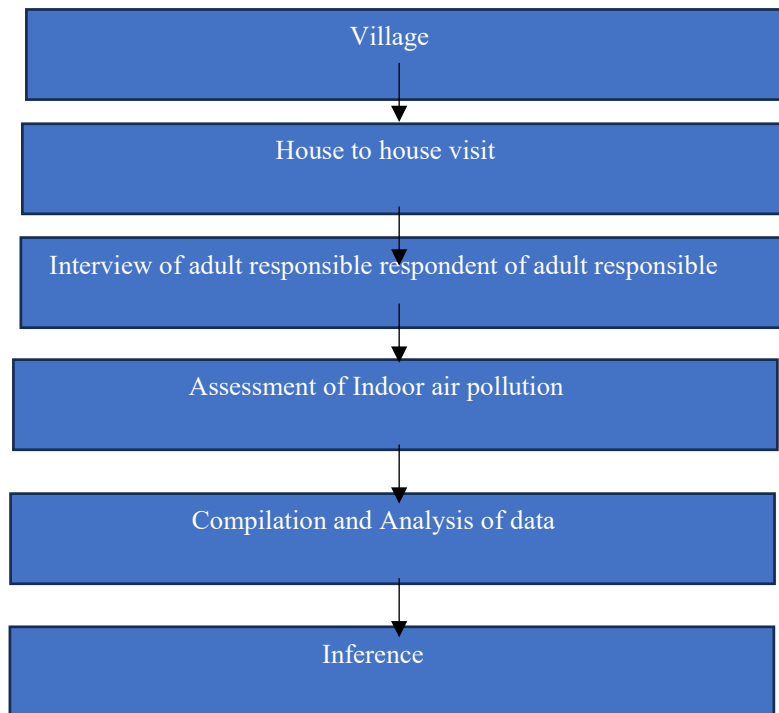 Village
House to house visit
Interview of adult responsible respondent of adult responsible
Assessment of Indoor air pollution
Compilation and Analysis of data
Inference